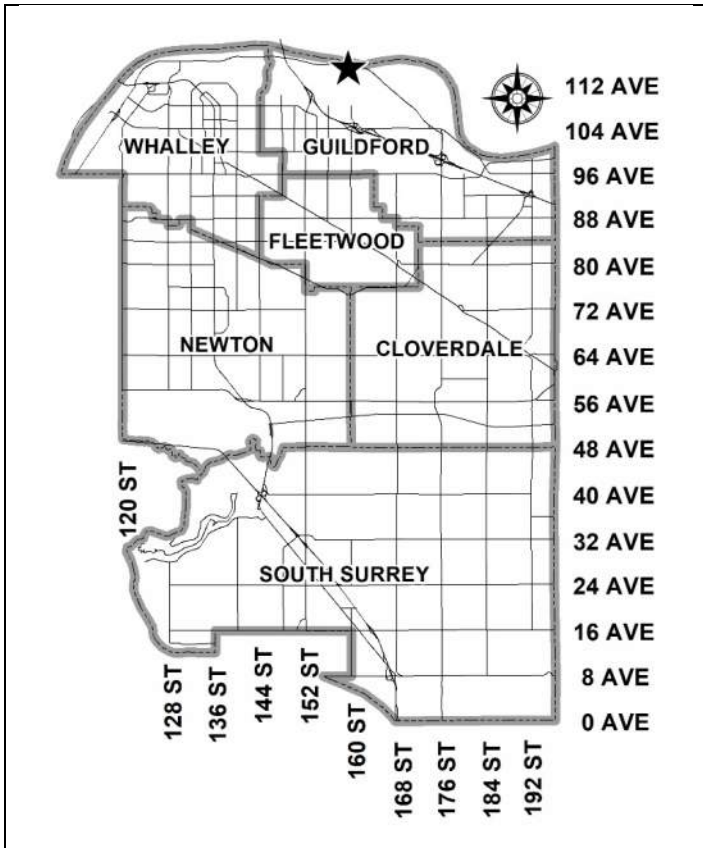 112 AVE
104 AVE
WHALLEY
GUILDFORD
96 AVE
88 AVE
FLEETWOOD
80 AVE
72 AVE
NEWTON
CLOVERDALE
64 AVE
56 AVE
48 AVE
120 ST
40 AVE
32 AVE
SOUTH SURREY
24 AVE
16 AVE
8 AVE
0 AVE
128 ST
136 ST
144 ST
152 ST
160 ST
168 ST
176 ST
184 ST
192 ST